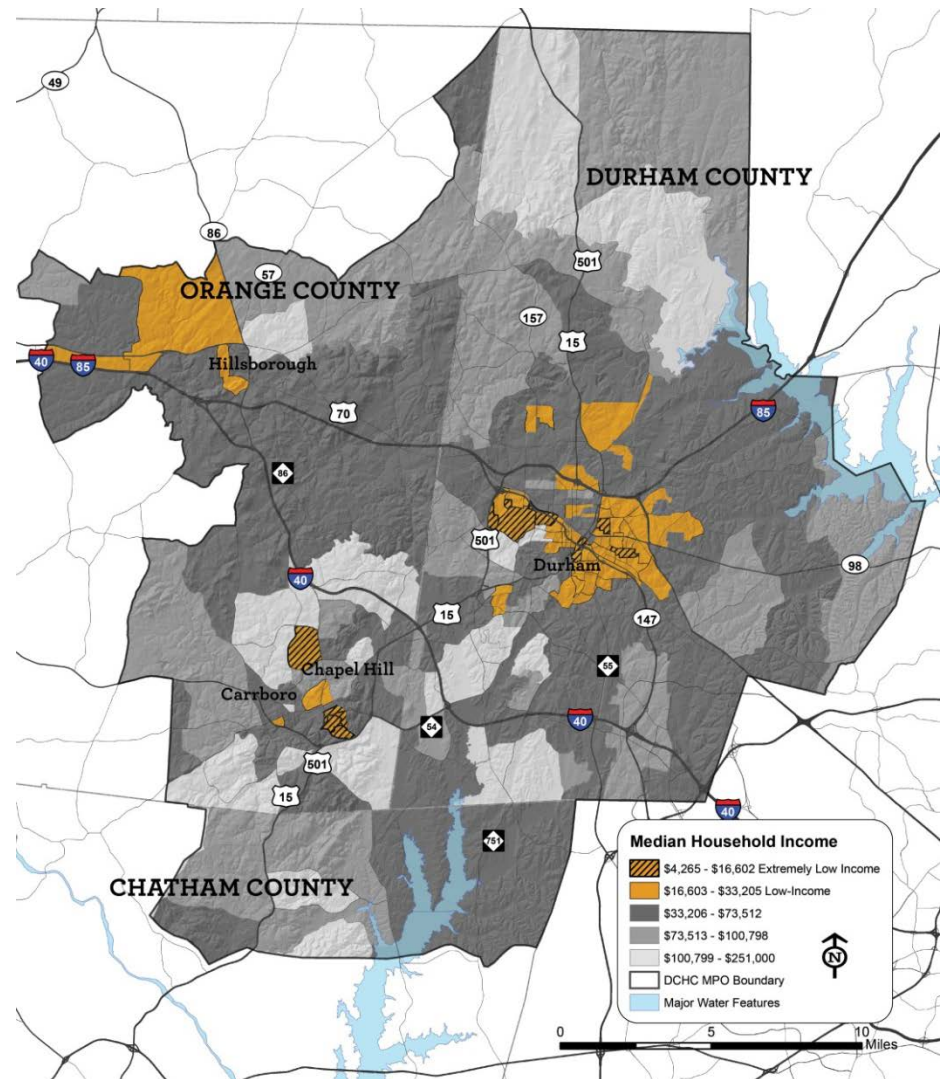 49
DURHAM COUNTY
86
501
57
ORANGE COUNTY
157
15
40
85
Hillsborough
70
85
86
501
Durham
98
40
15
147
Chapel Hill
55
Carrboro
54
40
501
15
40
751
CHATHAM COUNTY
Median Household Income
$4,265 - $16,602 Extremely Low Income
$16,603 - $33,205 Low-Income
$33,206 - $73,512
$73,513 - $100,798
$100,799 - $251,000
DCHC MPO Boundary
Major Water Features
N
0 5 10
Miles